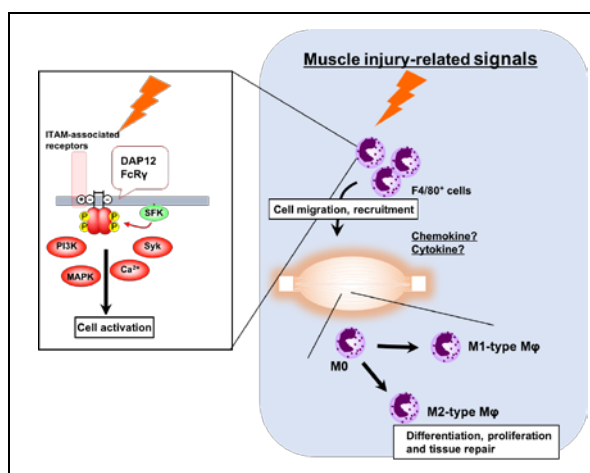 Muscle injury-related signals
ITAM-associated
receptors
DAP12
FcRγ
SFK
P
P
P
P
PI3K
Syk
MAPK
Ca²⁺
Cell activation
F4/80⁺ cells
Cell migration, recruitment
Chemokine?
Cytokine?
M0
M1-type Mφ
M2-type Mφ
Differentiation, proliferation
and tissue repair